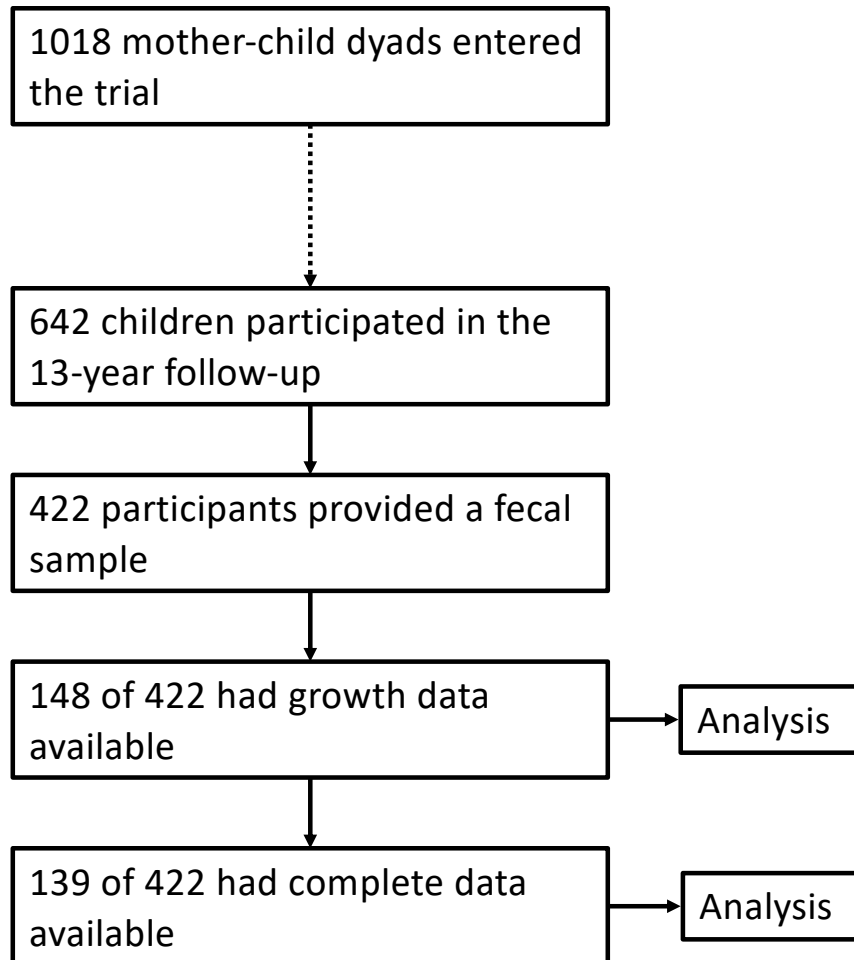 1018 mother-child dyads entered
the trial
642 children participated in the
13-year follow-up
422 participants provided a fecal
sample
148 of 422 had growth data
available
Analysis
139 of 422 had complete data
available
Analysis